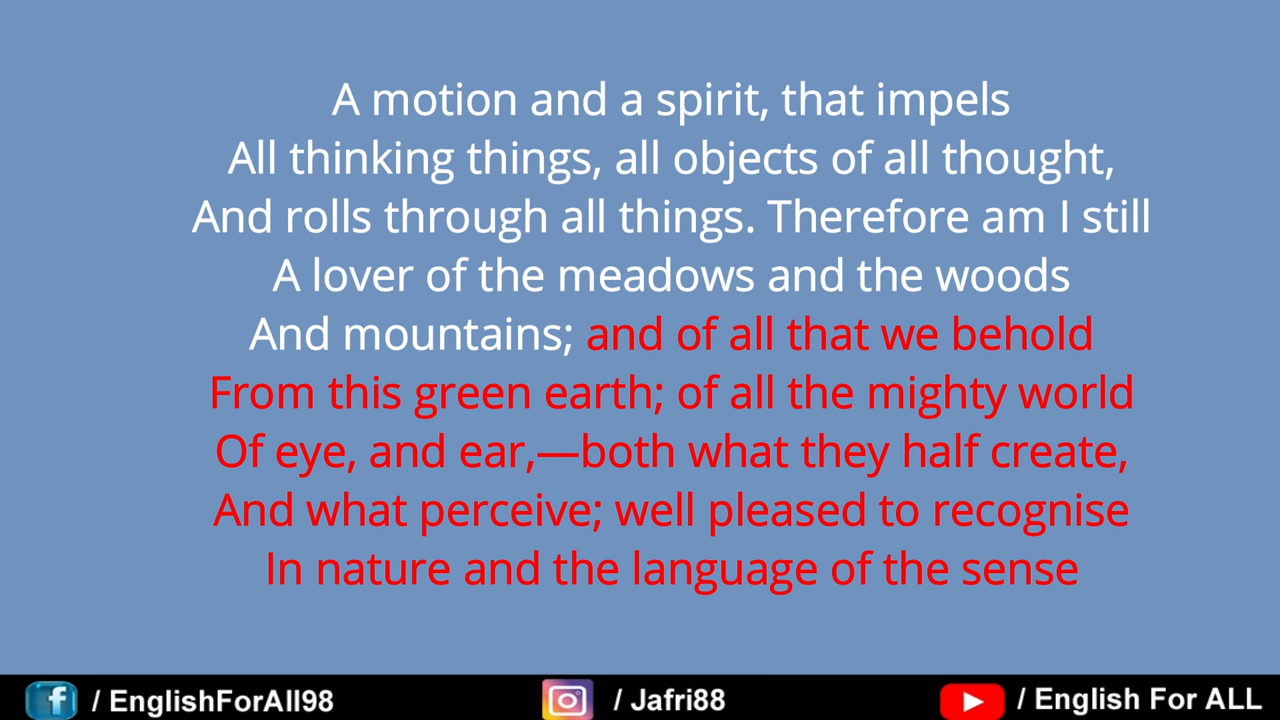 A motion and a spirit, that impels
All thinking things, all objects of all thought,
And rolls through all things. Therefore am I still
A lover of the meadows and the woods
And mountains; and of all that we behold
From this green earth; of all the mighty world
Of eye, and ear,—both what they half create,
And what perceive; well pleased to recognise
In nature and the language of the sense
/ EnglishForAll98
/ Jafri88
/ English For ALL